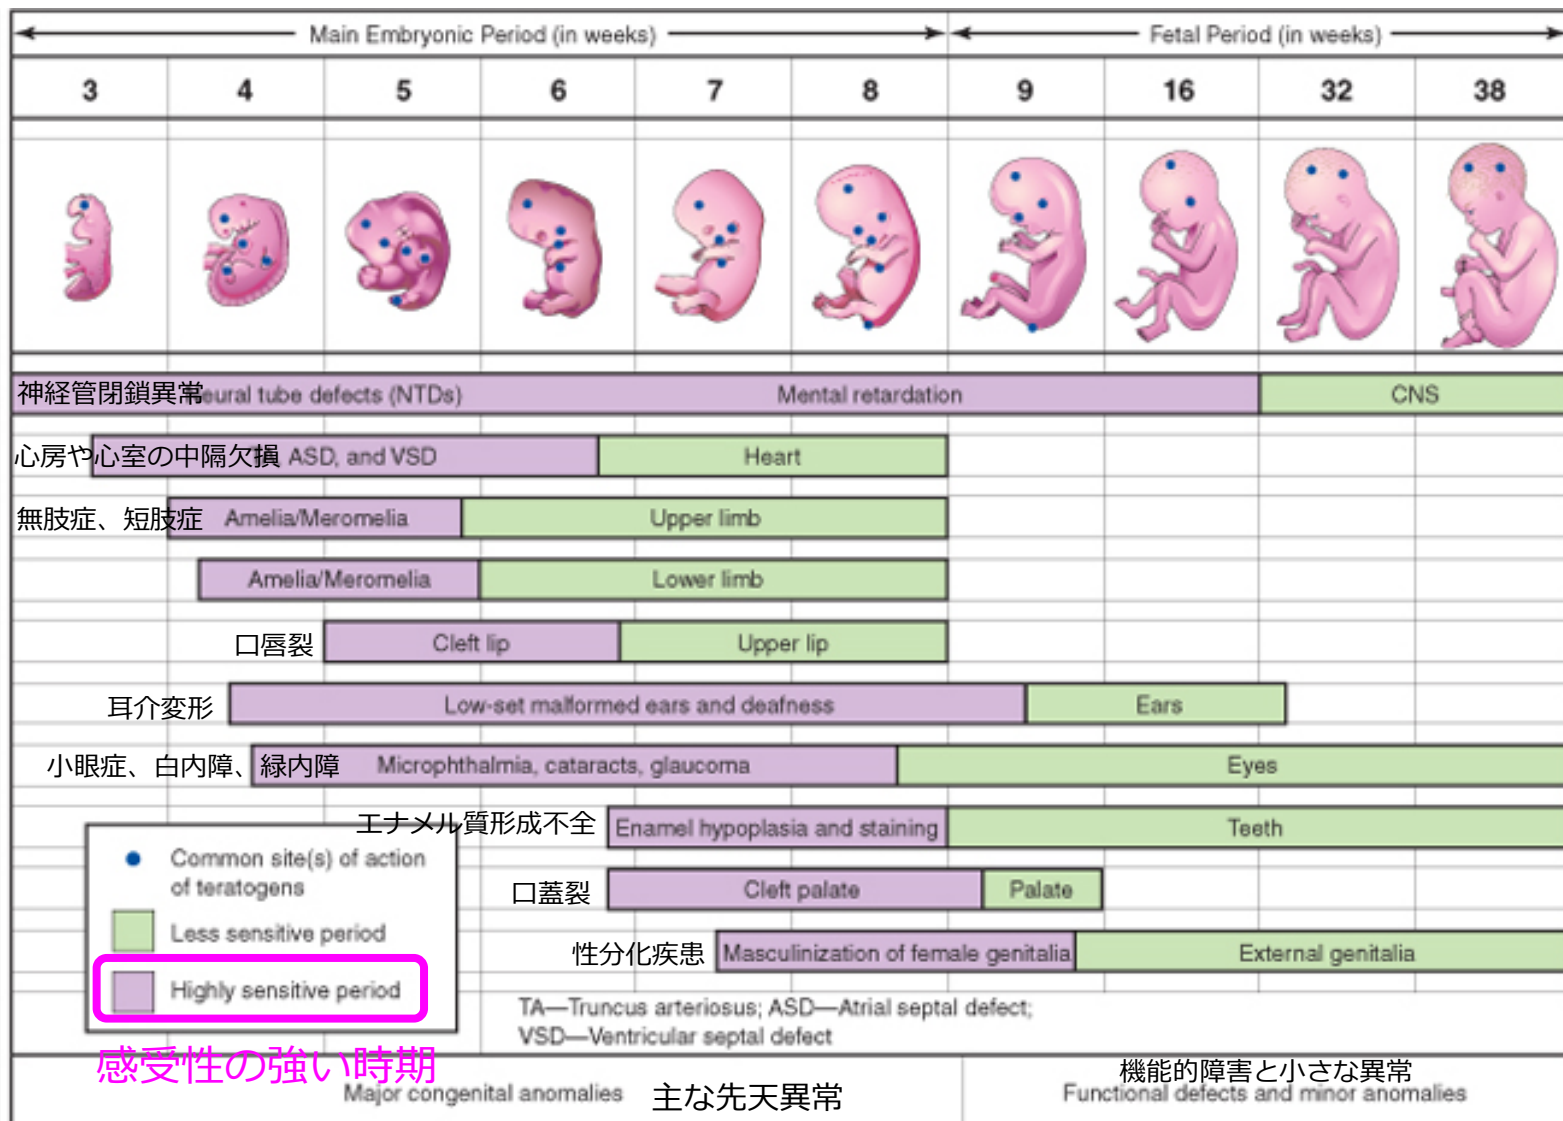 Main Embryonic Period (in weeks) Fetal Period (in weeks)
3 4 5 6 7 8 9 16 32 38
神経管閉鎖異常 Neural tube defects (NTDs) Mental retardation CNS
心房や心室の中隔欠損 ASD, and VSD Heart
無肢症、短肢症 Amelia/Meromelia Upper limb
Amelia/Meromelia Lower limb
口唇裂 Cleft lip Upper lip
耳介変形 Low-set malformed ears and deafness Ears
小眼症、白内障、緑内障 Microphthalmia, cataracts, glaucoma Eyes
エナメル質形成不全 Enamel hypoplasia and staining Teeth
口蓋裂 Cleft palate Palate
性分化疾患 Masculinization of female genitalia External genitalia
Common site(s) of action
of teratogens
Less sensitive period
Highly sensitive period
TA—Truncus arteriosus; ASD—Atrial septal defect;
VSD—Ventricular septal defect
感受性の強い時期
Major congenital anomalies 主な先天異常
機能的障害と小さな異常
Functional defects and minor anomalies